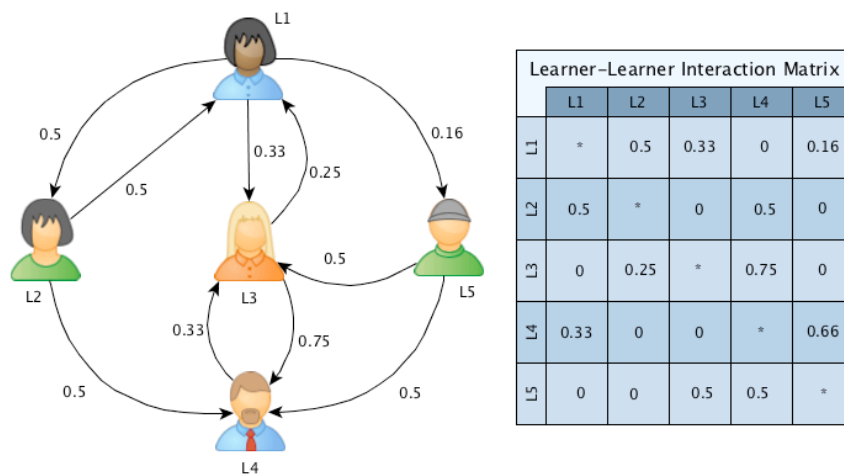 L1
0.5
0.16
0.33
0.5
0.25
L2
L3
L5
0.5
0.33
0.75
0.5
0.5
L4
Learner-Learner Interaction Matrix
L1 L2 L3 L4 L5
L1 * 0.5 0.33 0 0.16
L2 0.5 * 0 0.5 0
L3 0 0.25 * 0.75 0
L4 0.33 0 0 * 0.66
L5 0 0 0.5 0.5 *